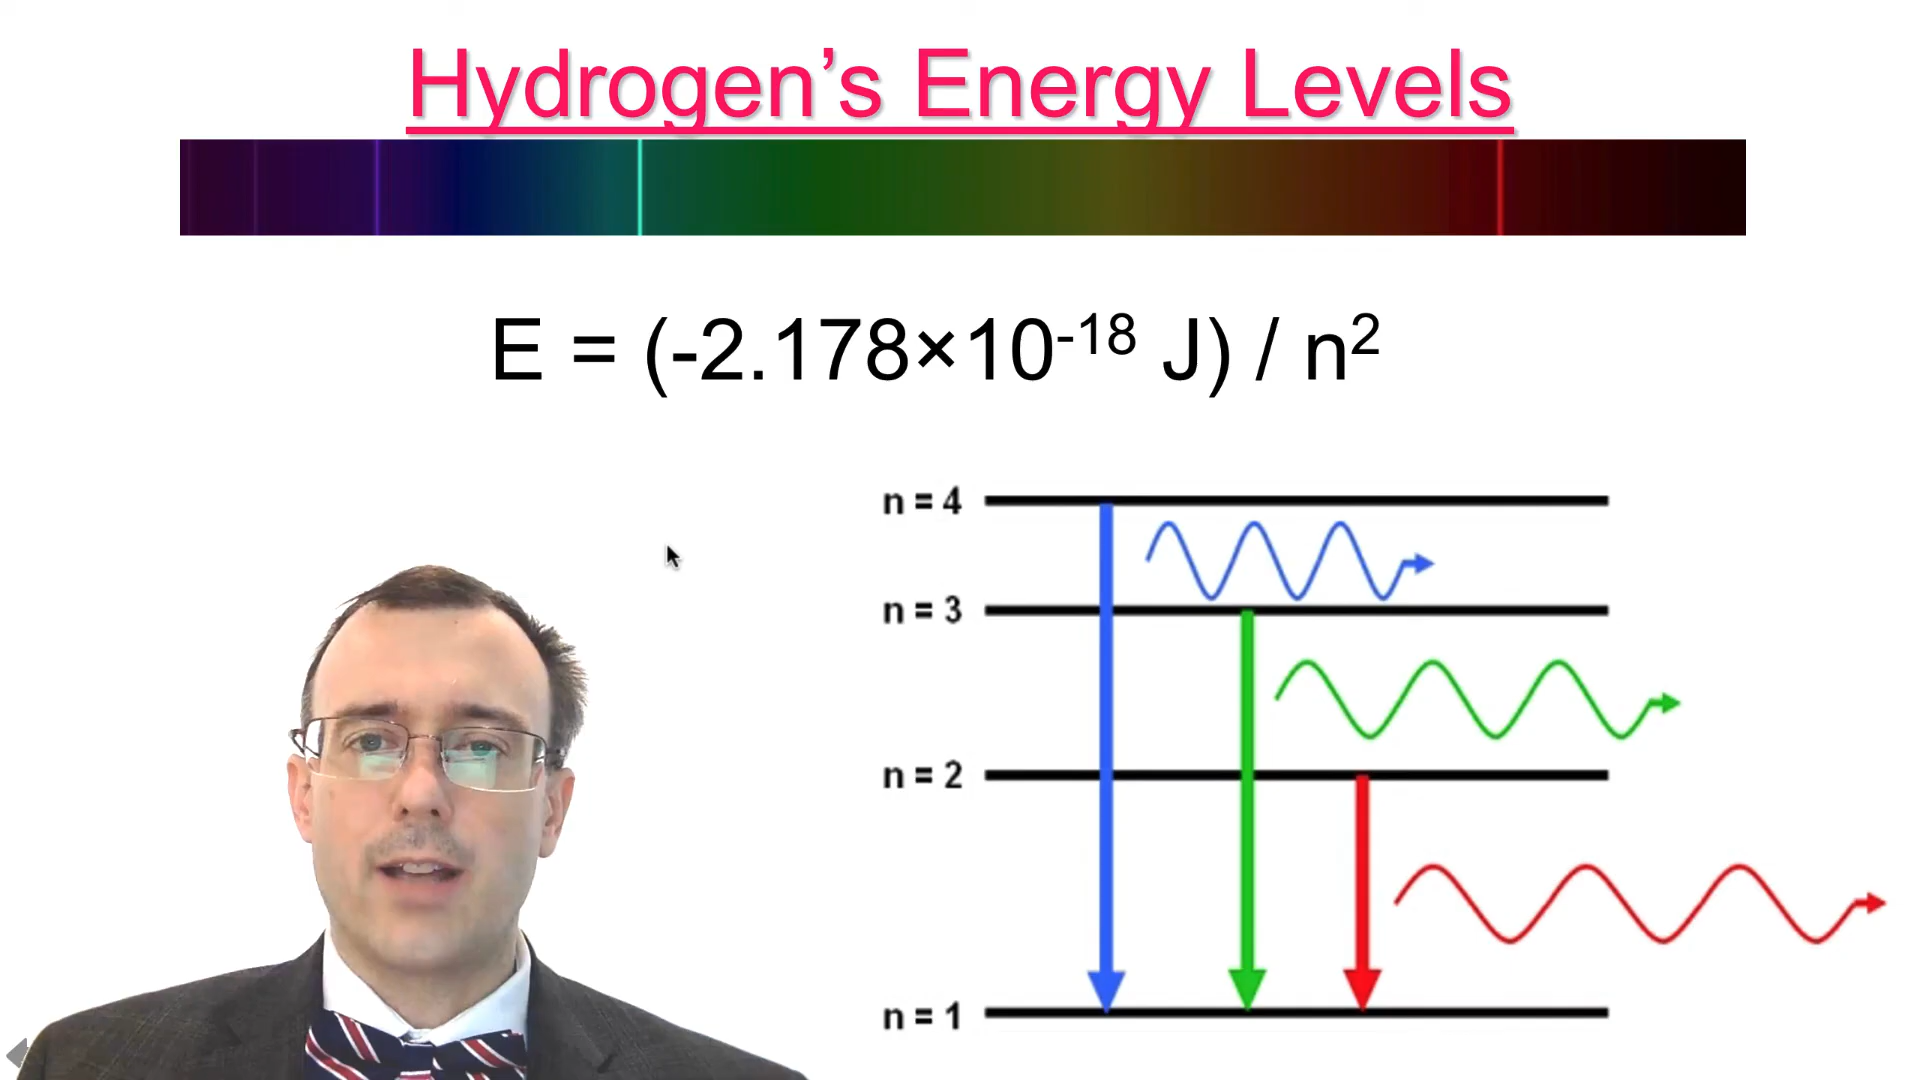 Hydrogen’s Energy Levels
E = (-2.178×10⁻¹⁸ J) / n²
n = 4
n = 3
n = 2
n = 1